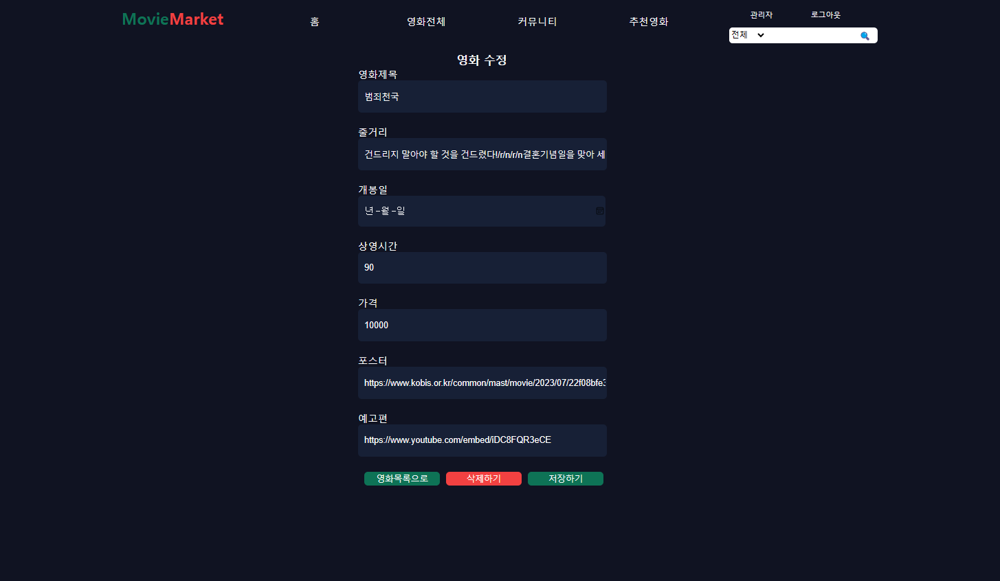 MovieMarket
홈
영화전체
커뮤니티
추천영화
관리자
로그아웃
전체
영화 수정
영화제목
범죄천국
줄거리
건드리지 말아야 할 것을 건드렸다!/r/n/r/n결혼기념일을 맞아 세
개봉일
년-월-일
상영시간
90
가격
10000
포스터
https://www.kobis.or.kr/common/mast/movie/2023/07/22f08bfe3
예고편
https://www.youtube.com/embed/iDC8FQR3eCE
영화목록으로
삭제하기
저장하기